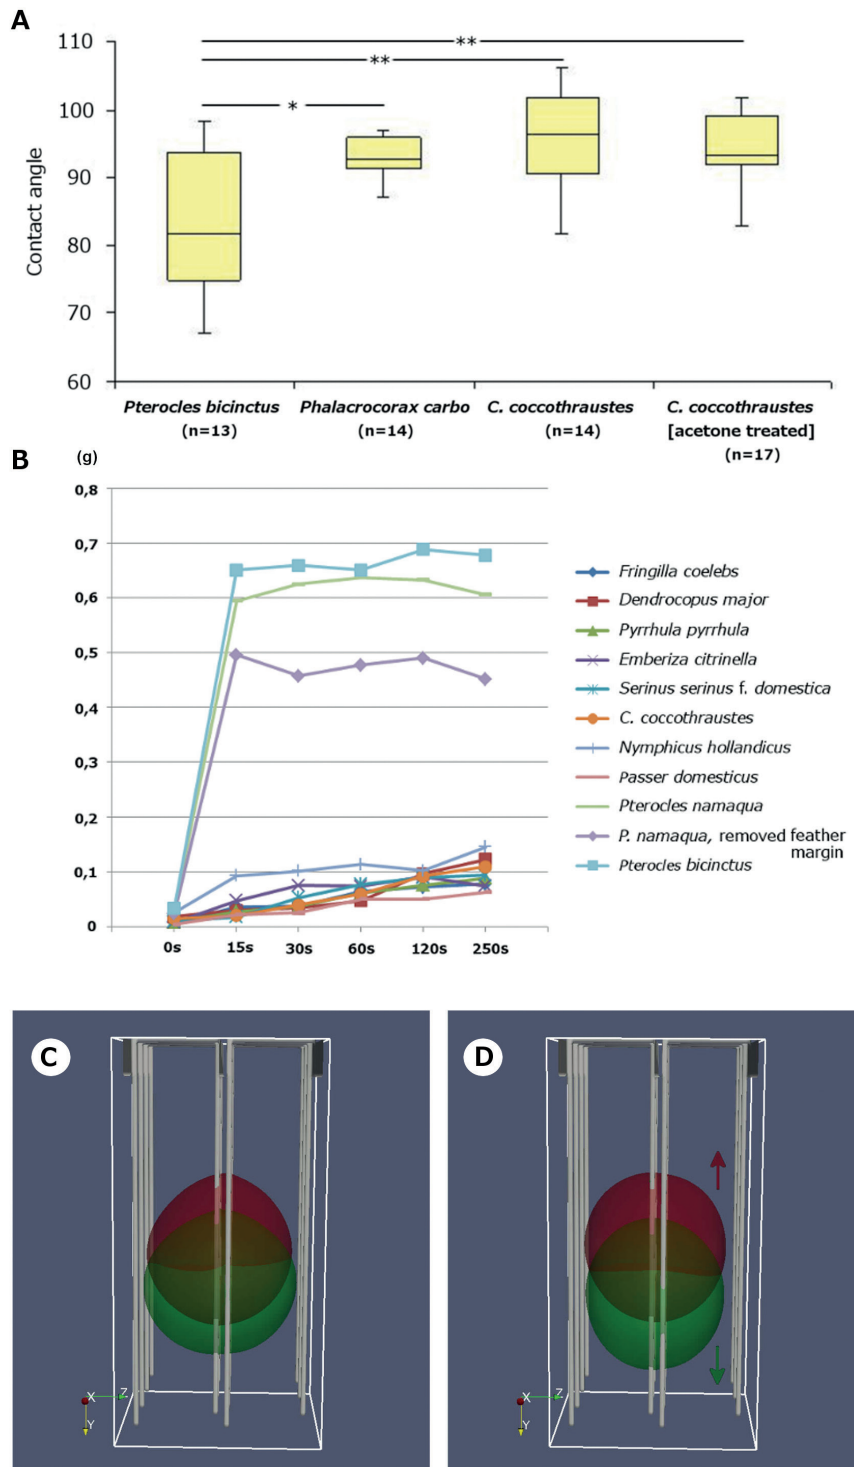 A
110
100
90
80
70
60
Contact angle
**
**
*
Pterocles bicinctus
(n=13)
Phalacrocorax carbo
(n=14)
C. coccothraustes
(n=14)
C. coccothraustes
[acetone treated]
(n=17)
B
(g)
0,8
0,7
0,6
0,5
0,4
0,3
0,2
0,1
0
0s 15s 30s 60s 120s 250s
Fringilla coelebs
Dendrocopus major
Pyrrhula pyrrhula
Emberiza citrinella
Serinus serinus f. domestica
C. coccothraustes
Nymphicus hollandicus
Passer domesticus
Pterocles namaqua
P. namaqua, removed feather
margin
Pterocles bicinctus
C
X Z
Y
D
X Z
Y